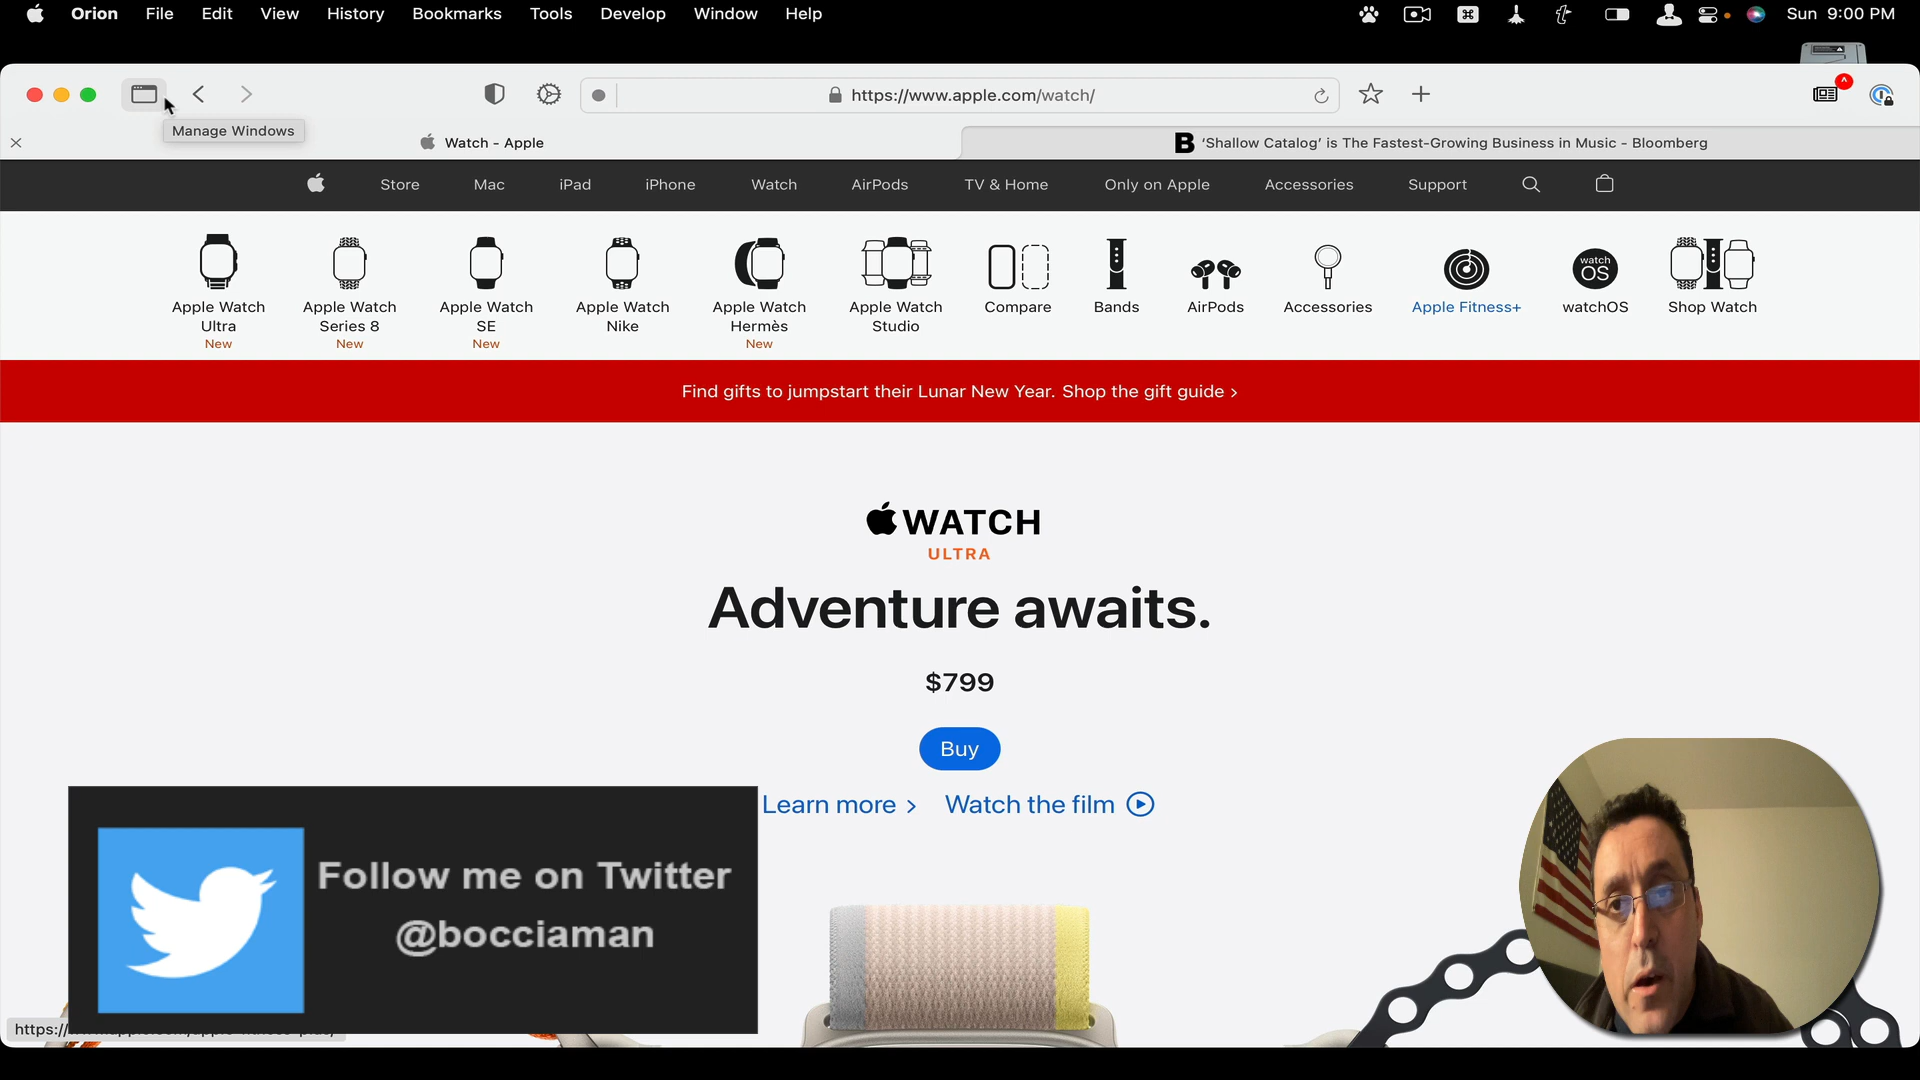 Orion File Edit View History Bookmarks Tools Develop Window Help Sun 9:00 PM
https://www.apple.com/watch/
Manage Windows
Watch - Apple
B 'Shallow Catalog' is The Fastest-Growing Business in Music - Bloomberg
Store Mac iPad iPhone Watch AirPods TV & Home Only on Apple Accessories Support
Apple Watch Ultra New
Apple Watch Series 8 New
Apple Watch SE New
Apple Watch Nike
Apple Watch Hermès New
Apple Watch Studio
Compare
Bands
AirPods
Accessories
Apple Fitness+
watch OS
watchOS
Shop Watch
Find gifts to jumpstart their Lunar New Year. Shop the gift guide >
WATCH
ULTRA
Adventure awaits.
$799
Buy
Learn more > Watch the film
Follow me on Twitter
@bocciaman
https://